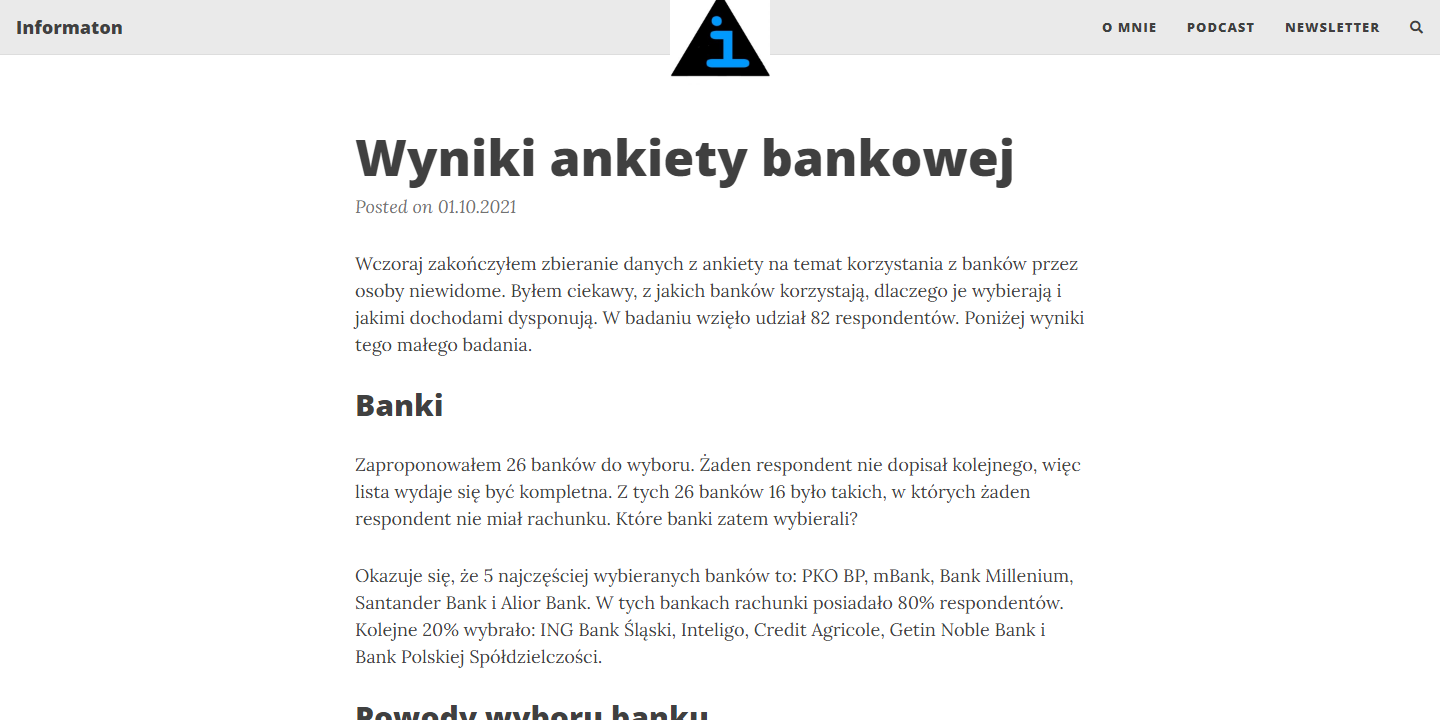 Informaton
i
O MNIE
PODCAST
NEWSLETTER
Wyniki ankiety bankowej
Posted on 01.10.2021
Wczoraj zakończyłem zbieranie danych z ankiety na temat korzystania z banków przez
osoby niewidome. Byłem ciekawy, z jakich banków korzystają, dlaczego je wybierają i
jakimi dochodami dysponują. W badaniu wzięło udział 82 respondentów. Poniżej wyniki
tego małego badania.
Banki
Zaproponowałem 26 banków do wyboru. Żaden respondent nie dopisał kolejnego, więc
lista wydaje się być kompletna. Z tych 26 banków 16 było takich, w których żaden
respondent nie miał rachunku. Które banki zatem wybierali?
Okazuje się, że 5 najczęściej wybieranych banków to: PKO BP, mBank, Bank Millenium,
Santander Bank i Alior Bank. W tych bankach rachunki posiadało 80% respondentów.
Kolejne 20% wybrało: ING Bank Śląski, Inteligo, Credit Agricole, Getin Noble Bank i
Bank Polskiej Spółdzielczości.
Powody wyboru banku